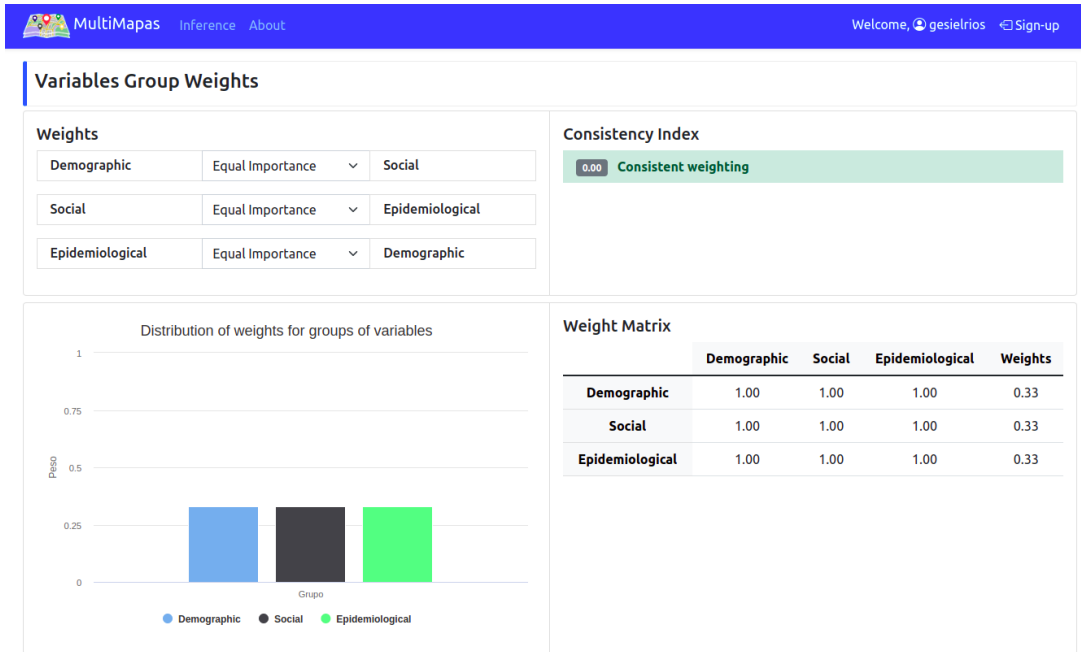 MultiMapas Inference About Welcome, gesielrios Sign-up
Variables Group Weights
Weights
Demographic Equal Importance Social
Social Equal Importance Epidemiological
Epidemiological Equal Importance Demographic
Consistency Index
0.00 Consistent weighting
Distribution of weights for groups of variables
1
0.75
0.5
0.25
0
Peso
Grupo
Demographic Social Epidemiological
Weight Matrix
Demographic Social Epidemiological Weights
Demographic 1.00 1.00 1.00 0.33
Social 1.00 1.00 1.00 0.33
Epidemiological 1.00 1.00 1.00 0.33